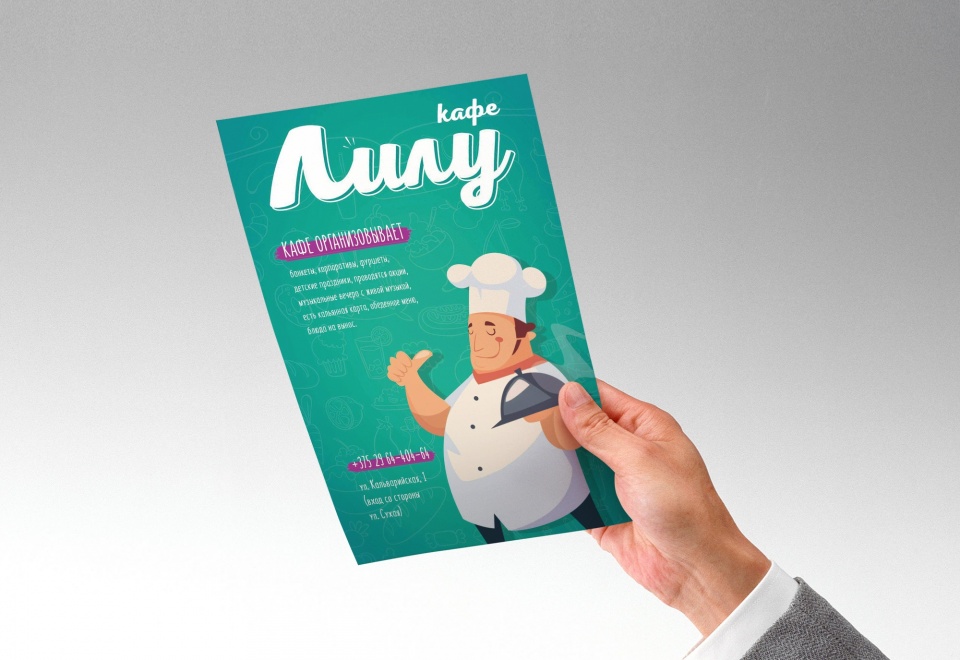 кафе
Лилу
КАФЕ ОРГАНИЗОВЫВАЕТ
банкеты, корпоративы, фуршеты,
детские праздники, проводятся акции,
музыкальные вечера с живой музыкой,
есть кальянная карта, обеденное меню,
блюда на вынос.
+375 29 64-404-64
ул. Кальварийская, 1
(вход со стороны
ул. Сухая)